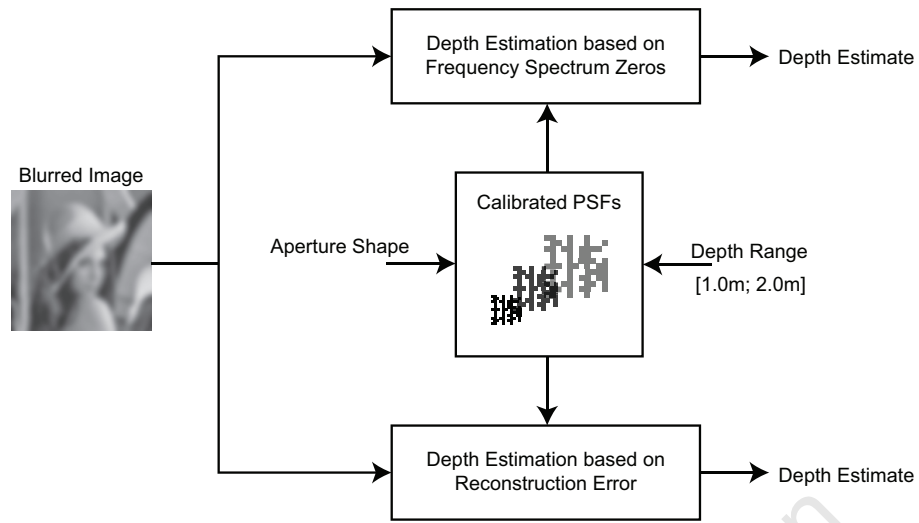 Depth Estimation based on
Frequency Spectrum Zeros
Depth Estimate
Blurred Image
Calibrated PSFs
Aperture Shape
Depth Range
[1.0m; 2.0m]
Depth Estimation based on
Reconstruction Error
Depth Estimate